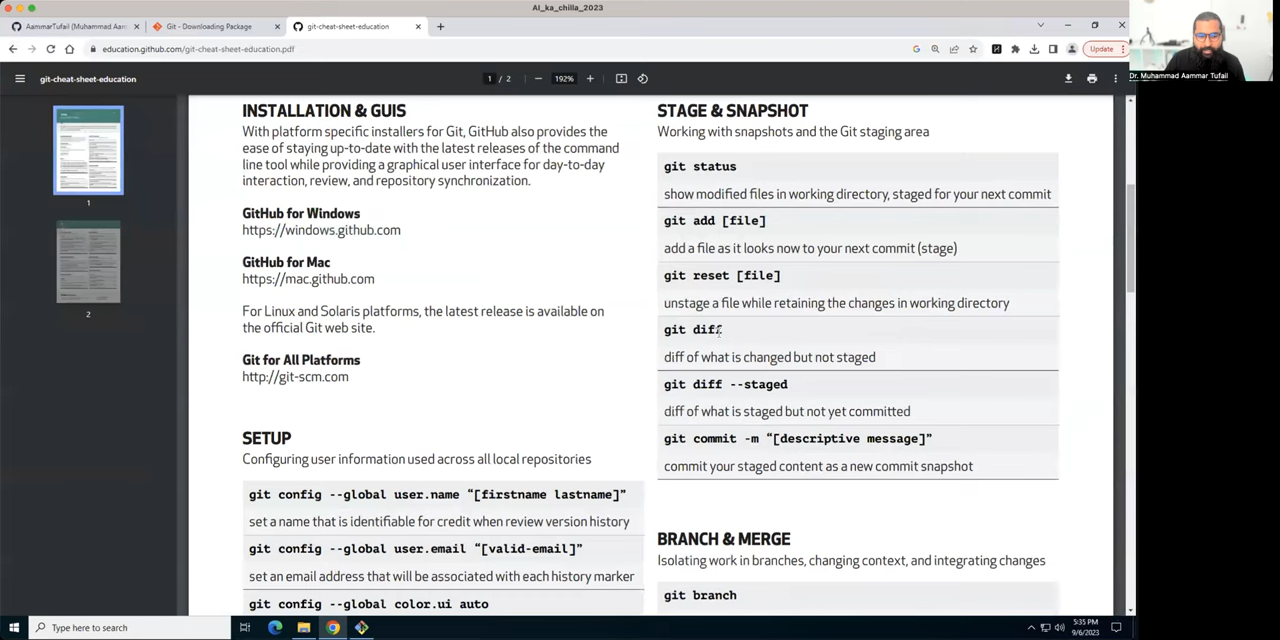 AI_ka_chilla_2023
AammarTufail (Muhammad Aam
Git - Downloading Package
git-cheat-sheet-education.pdf
education.github.com/git-cheat-sheet-education.pdf
Update
git-cheat-sheet-education
1 / 2
192%
Dr. Muhammad Aammar Tufail
1
2
INSTALLATION & GUIS
With platform specific installers for Git, GitHub also provides the
ease of staying up-to-date with the latest releases of the command
line tool while providing a graphical user interface for day-to-day
interaction, review, and repository synchronization.
GitHub for Windows
https://windows.github.com
GitHub for Mac
https://mac.github.com
For Linux and Solaris platforms, the latest release is available on
the official Git web site.
Git for All Platforms
http://git-scm.com
SETUP
Configuring user information used across all local repositories
git config --global user.name “[firstname lastname]”
set a name that is identifiable for credit when review version history
git config --global user.email “[valid-email]”
set an email address that will be associated with each history marker
git config --global color.ui auto
STAGE & SNAPSHOT
Working with snapshots and the Git staging area
git status
show modified files in working directory, staged for your next commit
git add [file]
add a file as it looks now to your next commit (stage)
git reset [file]
unstage a file while retaining the changes in working directory
git diff
diff of what is changed but not staged
git diff --staged
diff of what is staged but not yet committed
git commit -m “[descriptive message]”
commit your staged content as a new commit snapshot
BRANCH & MERGE
Isolating work in branches, changing context, and integrating changes
git branch
Type here to search
5:35 PM
9/6/2023